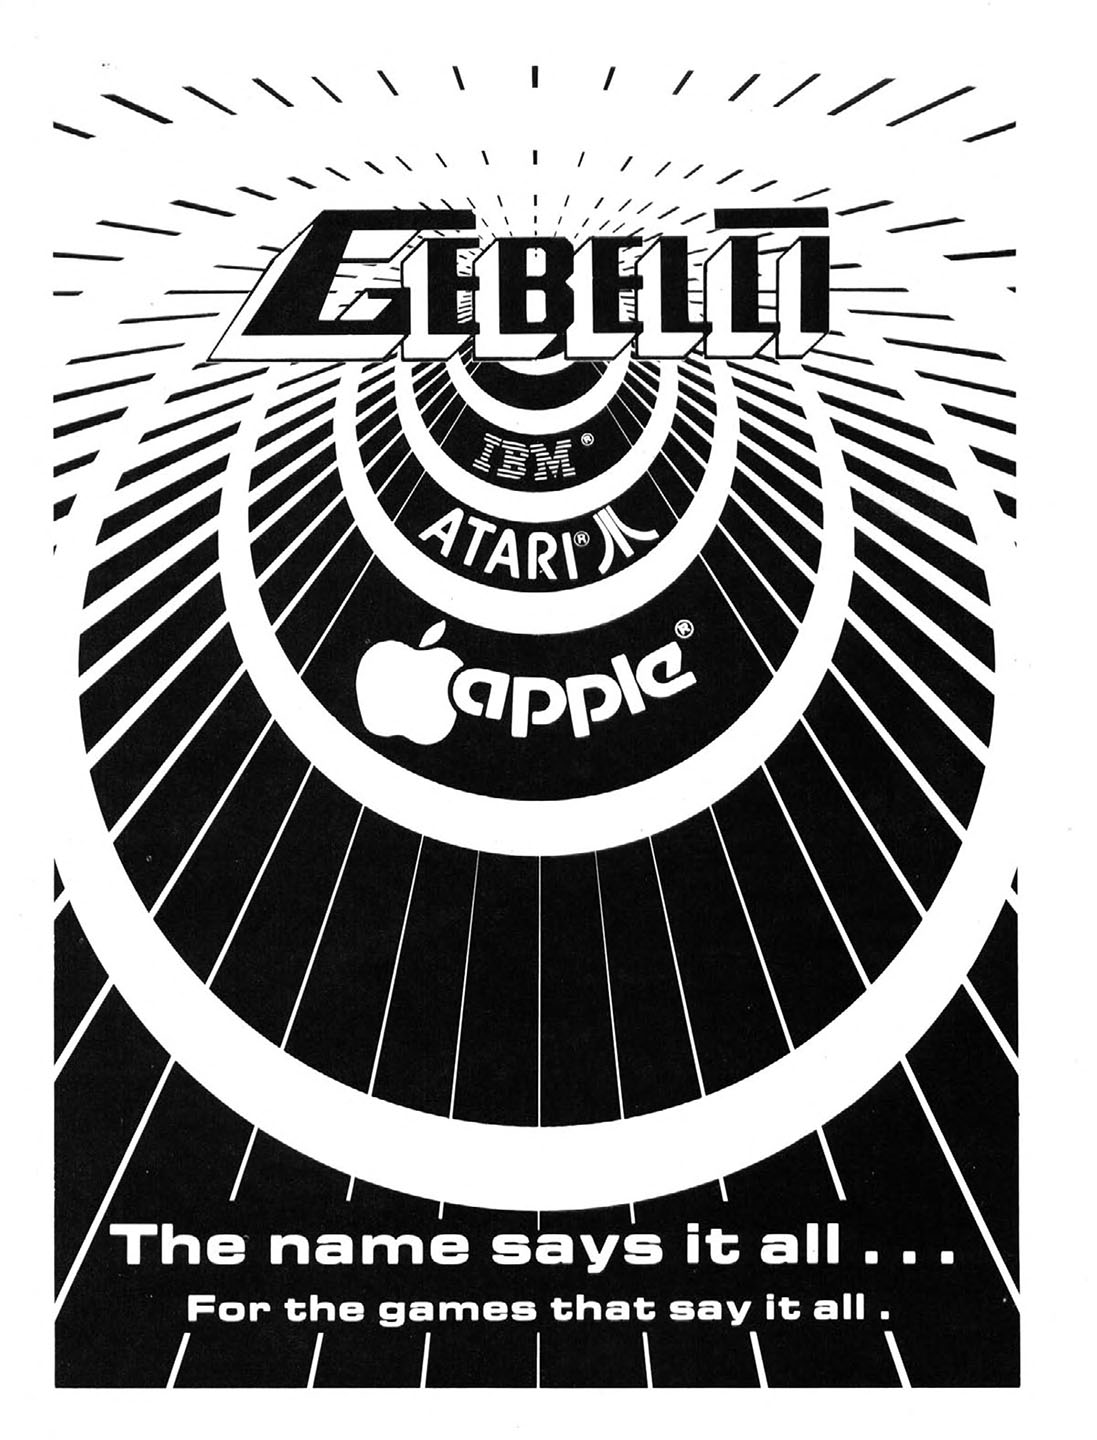 GEBELLI
IBM®
ATARI®
apple®
The name says it all . . .
For the games that say it all .